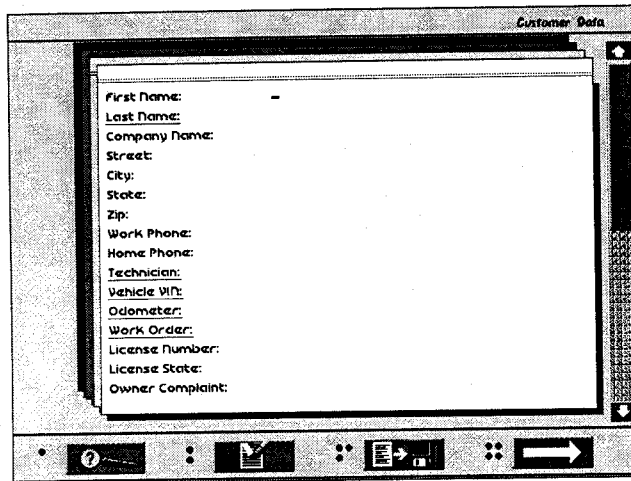 Customer Data
First Name:
Last Name:
Company Name:
Street:
City:
State:
Zip:
Work Phone:
Home Phone:
Technician:
Vehicle VIN:
Odometer:
Work Order:
License Number:
License State:
Owner Complaint:
?